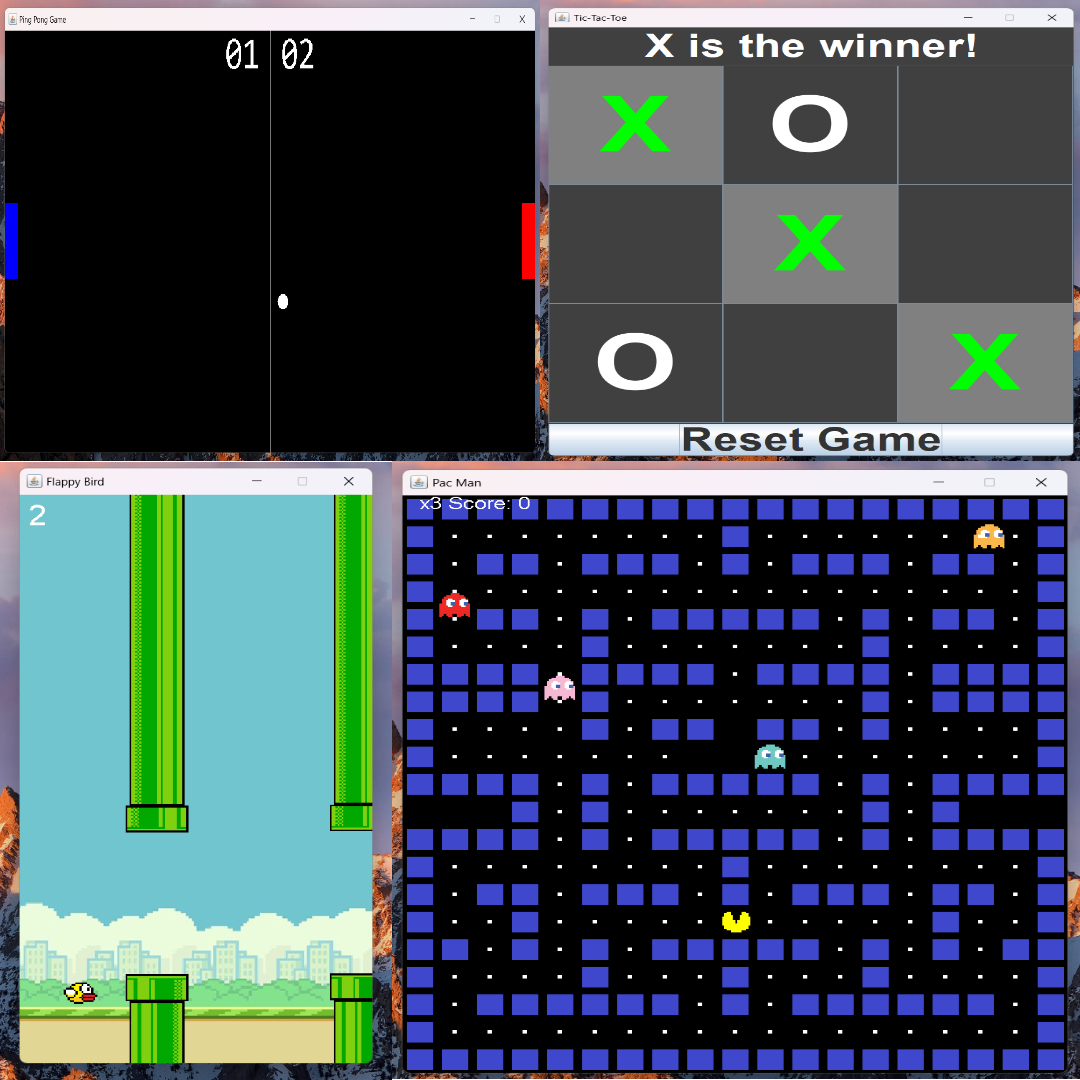 Ping Pong Game
01 02
Tic-Tac-Toe
X is the winner!
X O
X
O X
Reset Game
Flappy Bird
2
Pac Man
x3 Score: 0